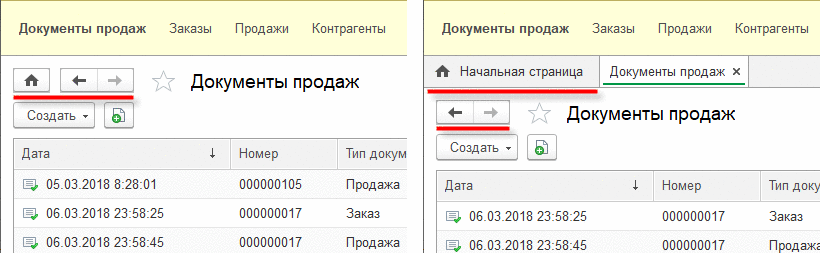 Документы продаж Заказы Продажи Контрагенты
Документы продаж
Создать
Дата ↓ Номер Тип докум
05.03.2018 8:28:01 000000105 Продажа
06.03.2018 23:58:25 000000017 Заказ
06.03.2018 23:58:45 000000017 Продажа
Документы продаж Заказы Продажи Контрагенты
Начальная страница Документы продаж ×
Документы продаж
Создать
Дата ↓ Номер Тип доку
06.03.2018 23:58:25 000000017 Заказ
06.03.2018 23:58:45 000000017 Продажа